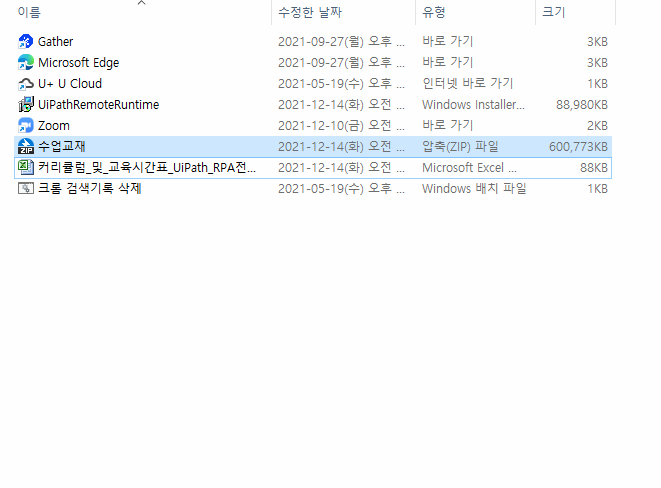 이름 수정한 날짜 유형 크기
Gather 2021-09-27(월) 오후 ... 바로 가기 3KB
Microsoft Edge 2021-09-27(월) 오후 ... 바로 가기 3KB
U+ U Cloud 2021-05-19(수) 오후 ... 인터넷 바로 가기 1KB
UiPathRemoteRuntime 2021-12-14(화) 오전 ... Windows Installer... 88,980KB
Zoom 2021-12-10(금) 오전 ... 바로 가기 2KB
ZIP 수업교재 2021-12-14(화) 오전 ... 압축(ZIP) 파일 600,773KB
커리큘럼_및_교육시간표_UiPath_RPA전... 2021-12-14(화) 오전 ... Microsoft Excel ... 88KB
크롬 검색기록 삭제 2021-05-19(수) 오후 ... Windows 배치 파일 1KB